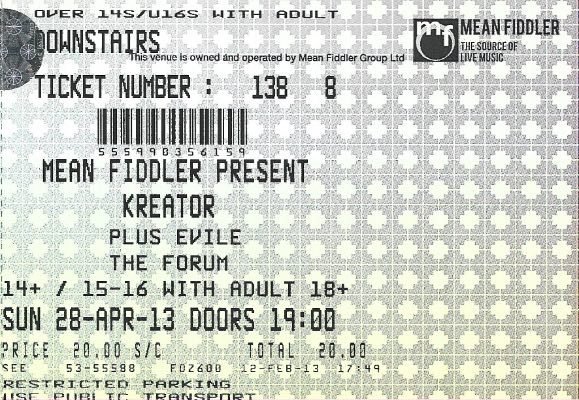 OVER 14S/U16S WITH ADULT
DOWNSTAIRS
This venue is owned and operated by Mean Fiddler Group Ltd
mf MEAN FIDDLER
THE SOURCE OF
LIVE MUSIC
TICKET NUMBER : 138 8
555990356159
MEAN FIDDLER PRESENT
KREATOR
PLUS EVILE
THE FORUM
14+ / 15-16 WITH ADULT 18+
SUN 28-APR-13 DOORS 19:00
PRICE 20.00 S/C TOTAL 20.00
SEE 53-55588 FOZ600 12-FEB-13 17:49
RESTRICTED PARKING
USE PUBLIC TRANSPORT